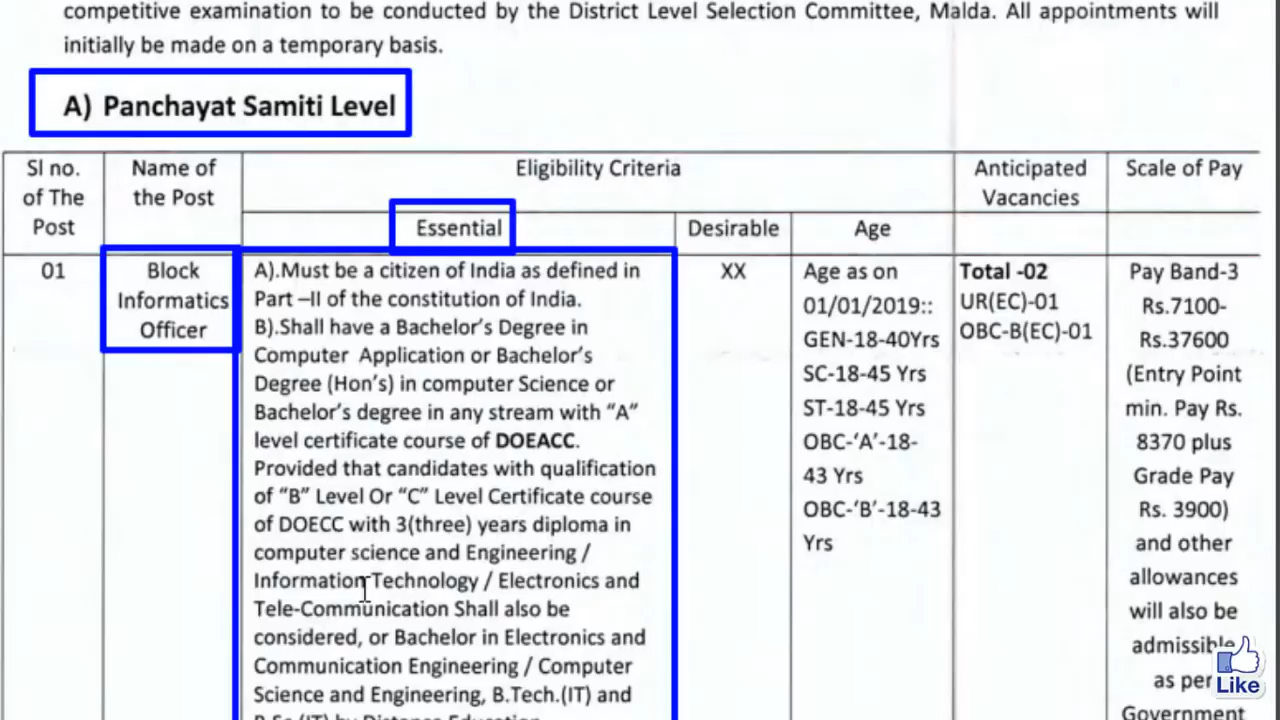 competitive examination to be conducted by the District Level Selection Committee, Malda. All appointments will
initially be made on a temporary basis.
A) Panchayat Samiti Level
Sl no.
of The
Post
Name of
the Post
Eligibility Criteria
Anticipated
Vacancies
Scale of Pay
Essential
Desirable
Age
01
Block
Informatics
Officer
A).Must be a citizen of India as defined in
Part –II of the constitution of India.
B).Shall have a Bachelor's Degree in
Computer Application or Bachelor's
Degree (Hon's) in computer Science or
Bachelor's degree in any stream with "A"
level certificate course of DOEACC.
Provided that candidates with qualification
of "B" Level Or "C" Level Certificate course
of DOECC with 3(three) years diploma in
computer science and Engineering /
Information Technology / Electronics and
Tele-Communication Shall also be
considered, or Bachelor in Electronics and
Communication Engineering / Computer
Science and Engineering, B.Tech.(IT) and
B.Sc.(IT) by Distance Education
XX
Age as on
01/01/2019::
GEN-18-40Yrs
SC-18-45 Yrs
ST-18-45 Yrs
OBC-'A'-18-
43 Yrs
OBC-'B'-18-43
Yrs
Total -02
UR(EC)-01
OBC-B(EC)-01
Pay Band-3
Rs.7100-
Rs.37600
(Entry Point
min. Pay Rs.
8370 plus
Grade Pay
Rs. 3900)
and other
allowances
will also be
admissible
as per
Government
Like